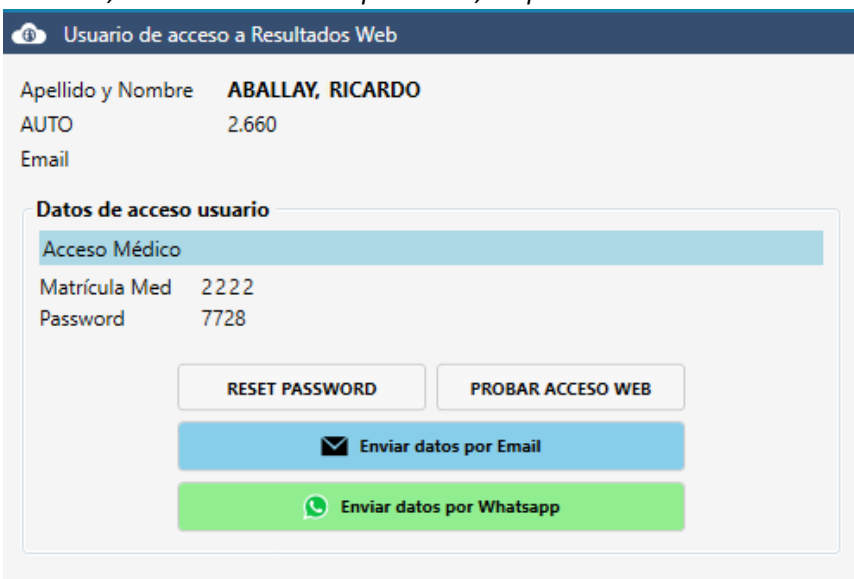 Usuario de acceso a Resultados Web
Apellido y Nombre ABALLAY, RICARDO
AUTO 2.660
Email
Datos de acceso usuario
Acceso Médico
Matrícula Med 2222
Password 7728
RESET PASSWORD PROBAR ACCESO WEB
Enviar datos por Email
Enviar datos por Whatsapp